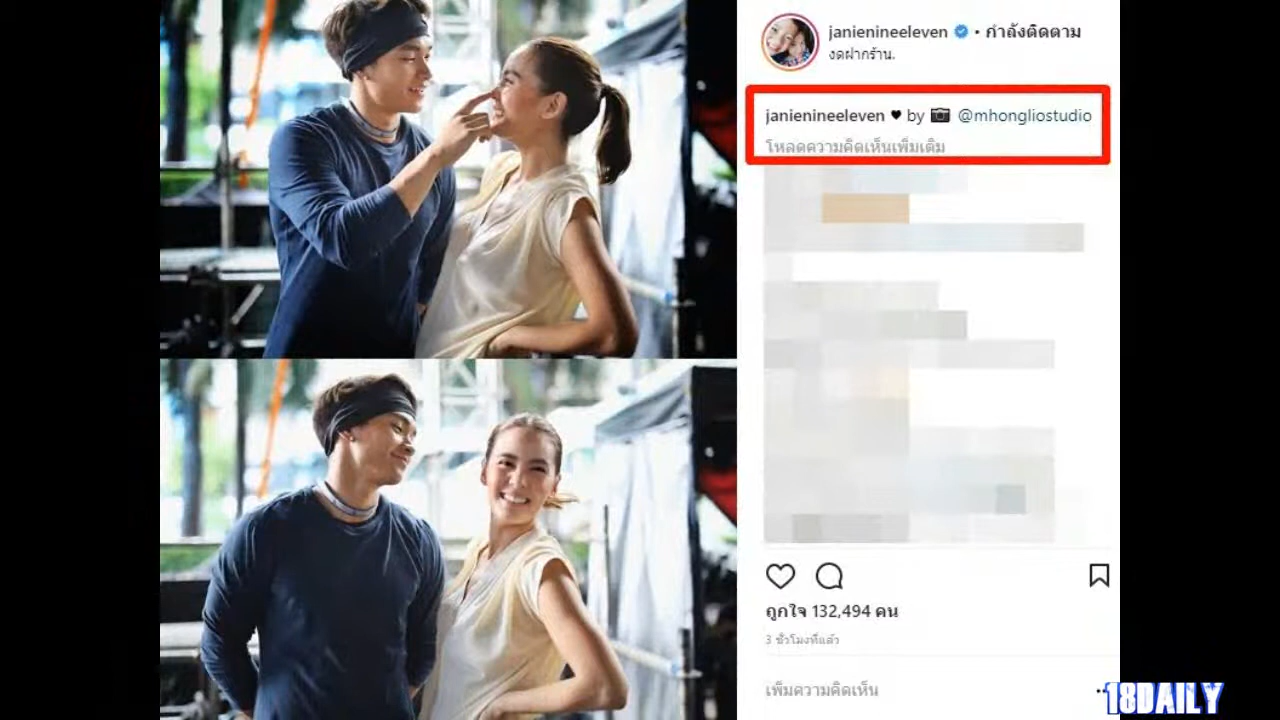 janienineeleven • กำลังติดตาม
งดฝากร้าน.
janienineeleven ♥ by 📷 @mhongliostudio
โหลดความคิดเห็นเพิ่มเติม
ถูกใจ 132,494 คน
3 ชั่วโมงที่แล้ว
เพิ่มความคิดเห็น
18DAILY